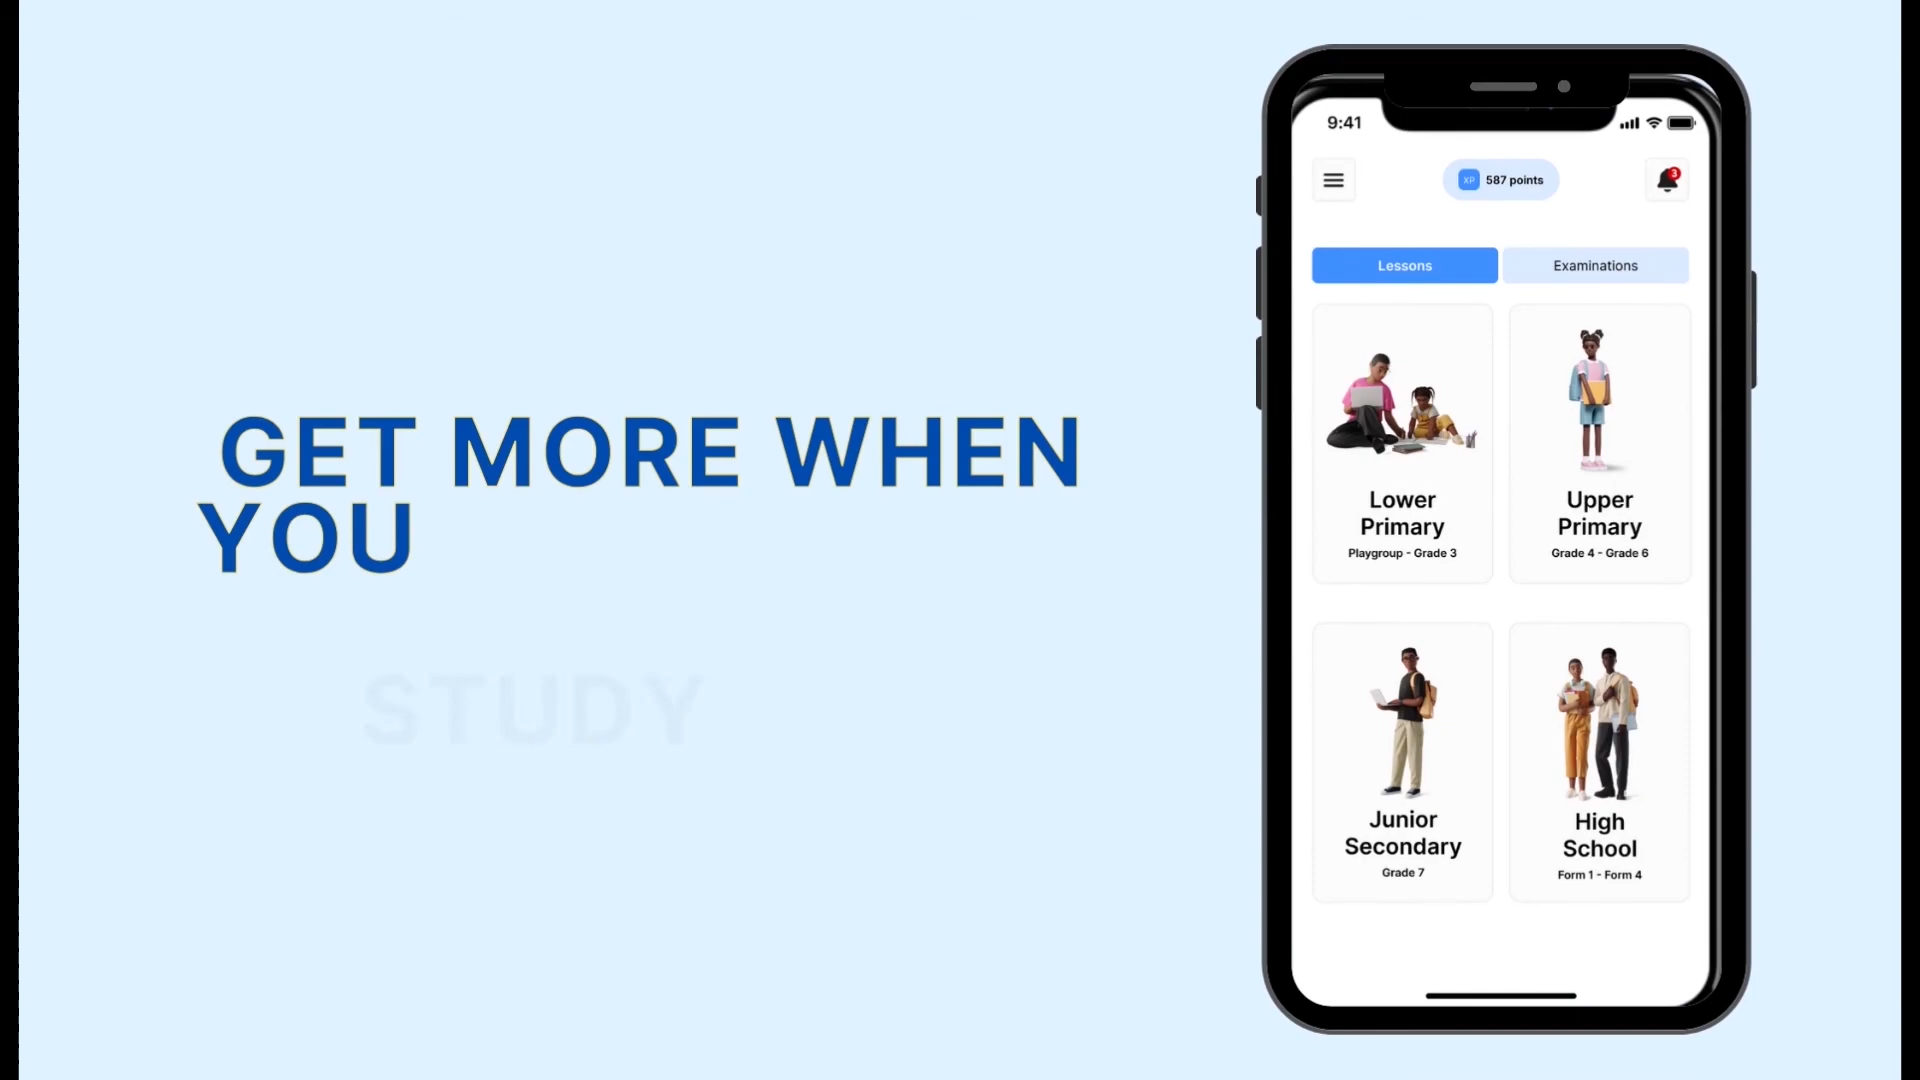 GET MORE WHEN
YOU
STUDY
9:41
XP 587 points
3
Lessons
Examinations
Lower
Primary
Playgroup - Grade 3
Upper
Primary
Grade 4 - Grade 6
Junior
Secondary
Grade 7
High
School
Form 1 - Form 4